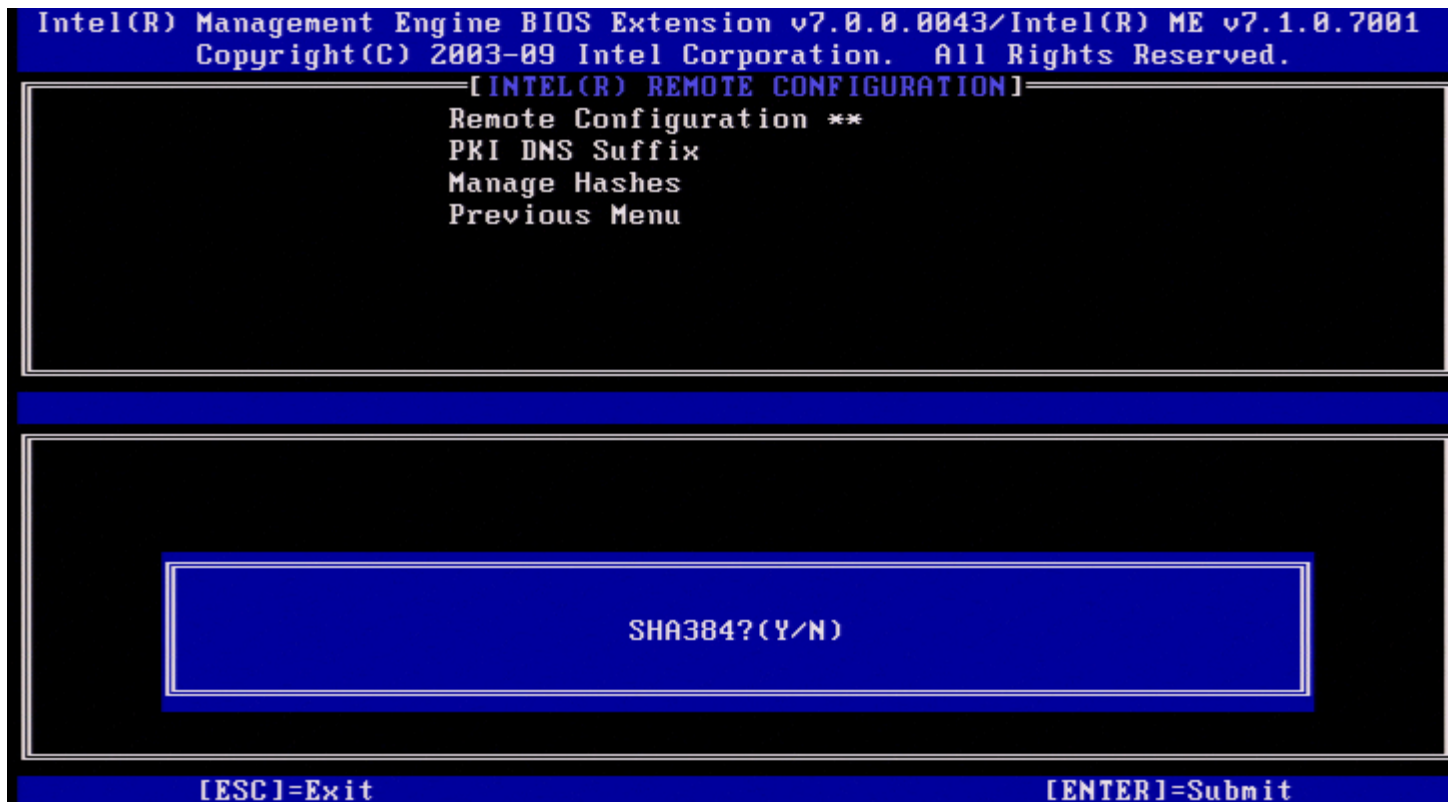 Intel(R) Management Engine BIOS Extension v7.0.0.0043/Intel(R) ME v7.1.0.7001
Copyright(C) 2003-09 Intel Corporation. All Rights Reserved.
[INTEL(R) REMOTE CONFIGURATION]
Remote Configuration **
PKI DNS Suffix
Manage Hashes
Previous Menu
SHA384?(Y/N)
[ESC]=Exit [ENTER]=Submit